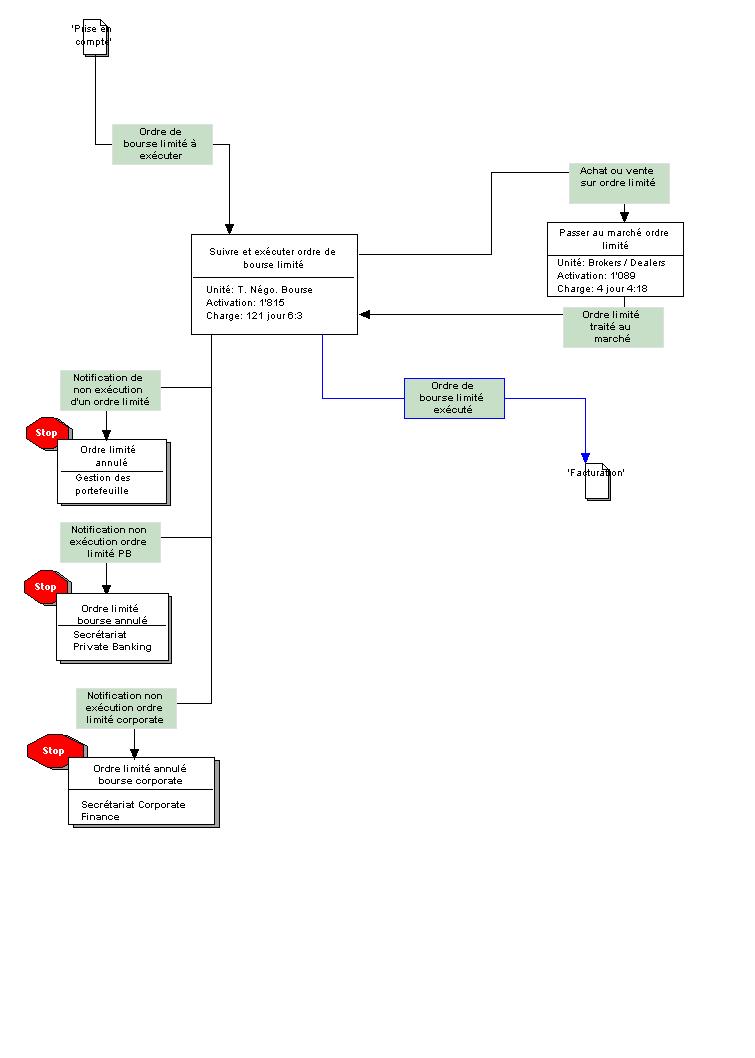 'Prise en
compte'
Ordre de
bourse limité à
exécuter
Achat ou vente
sur ordre limité
Suivre et exécuter ordre de
bourse limité
Unité: T. Négo. Bourse
Activation: 1'815
Charge: 121 jour 6:3
Passer au marché ordre
limité
Unité: Brokers / Dealers
Activation: 1'089
Charge: 4 jour 4:18
Ordre limité
traité au
marché
Notification de
non exécution
d'un ordre limité
Ordre de
bourse limité
exécuté
Stop
Ordre limité
annulé
Gestion des
portefeuille
'Facturation'
Notification non
exécution ordre
limité PB
Stop
Ordre limité
bourse annulé
Secrétariat
Private Banking
Notification non
exécution ordre
limité corporate
Stop
Ordre limité annulé
bourse corporate
Secrétariat Corporate
Finance